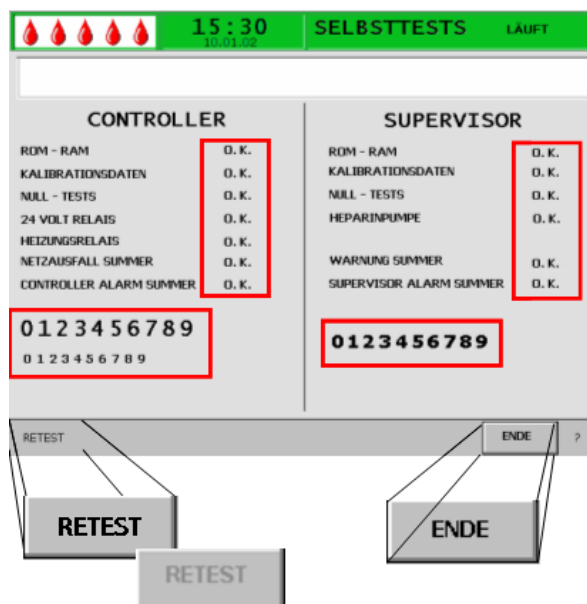 15:30 SELBSTTESTS LÄUFT
10.01.02
CONTROLLER
ROM - RAM O.K.
KALIBRATIONSDATEN O.K.
NULL - TESTS O.K.
24 VOLT RELAIS O.K.
HEIZUNGSRELAIS O.K.
NETZAUSFALL SUMMER O.K.
CONTROLLER ALARM SUMMER O.K.
0123456789
0123456789
SUPERVISOR
ROM - RAM O.K.
KALIBRATIONSDATEN O.K.
NULL - TESTS O.K.
HEPARINPUMPE O.K.
WARNUNG SUMMER O.K.
SUPERVISOR ALARM SUMMER O.K.
0123456789
RETEST ENDE ?
RETEST ENDE
RETEST